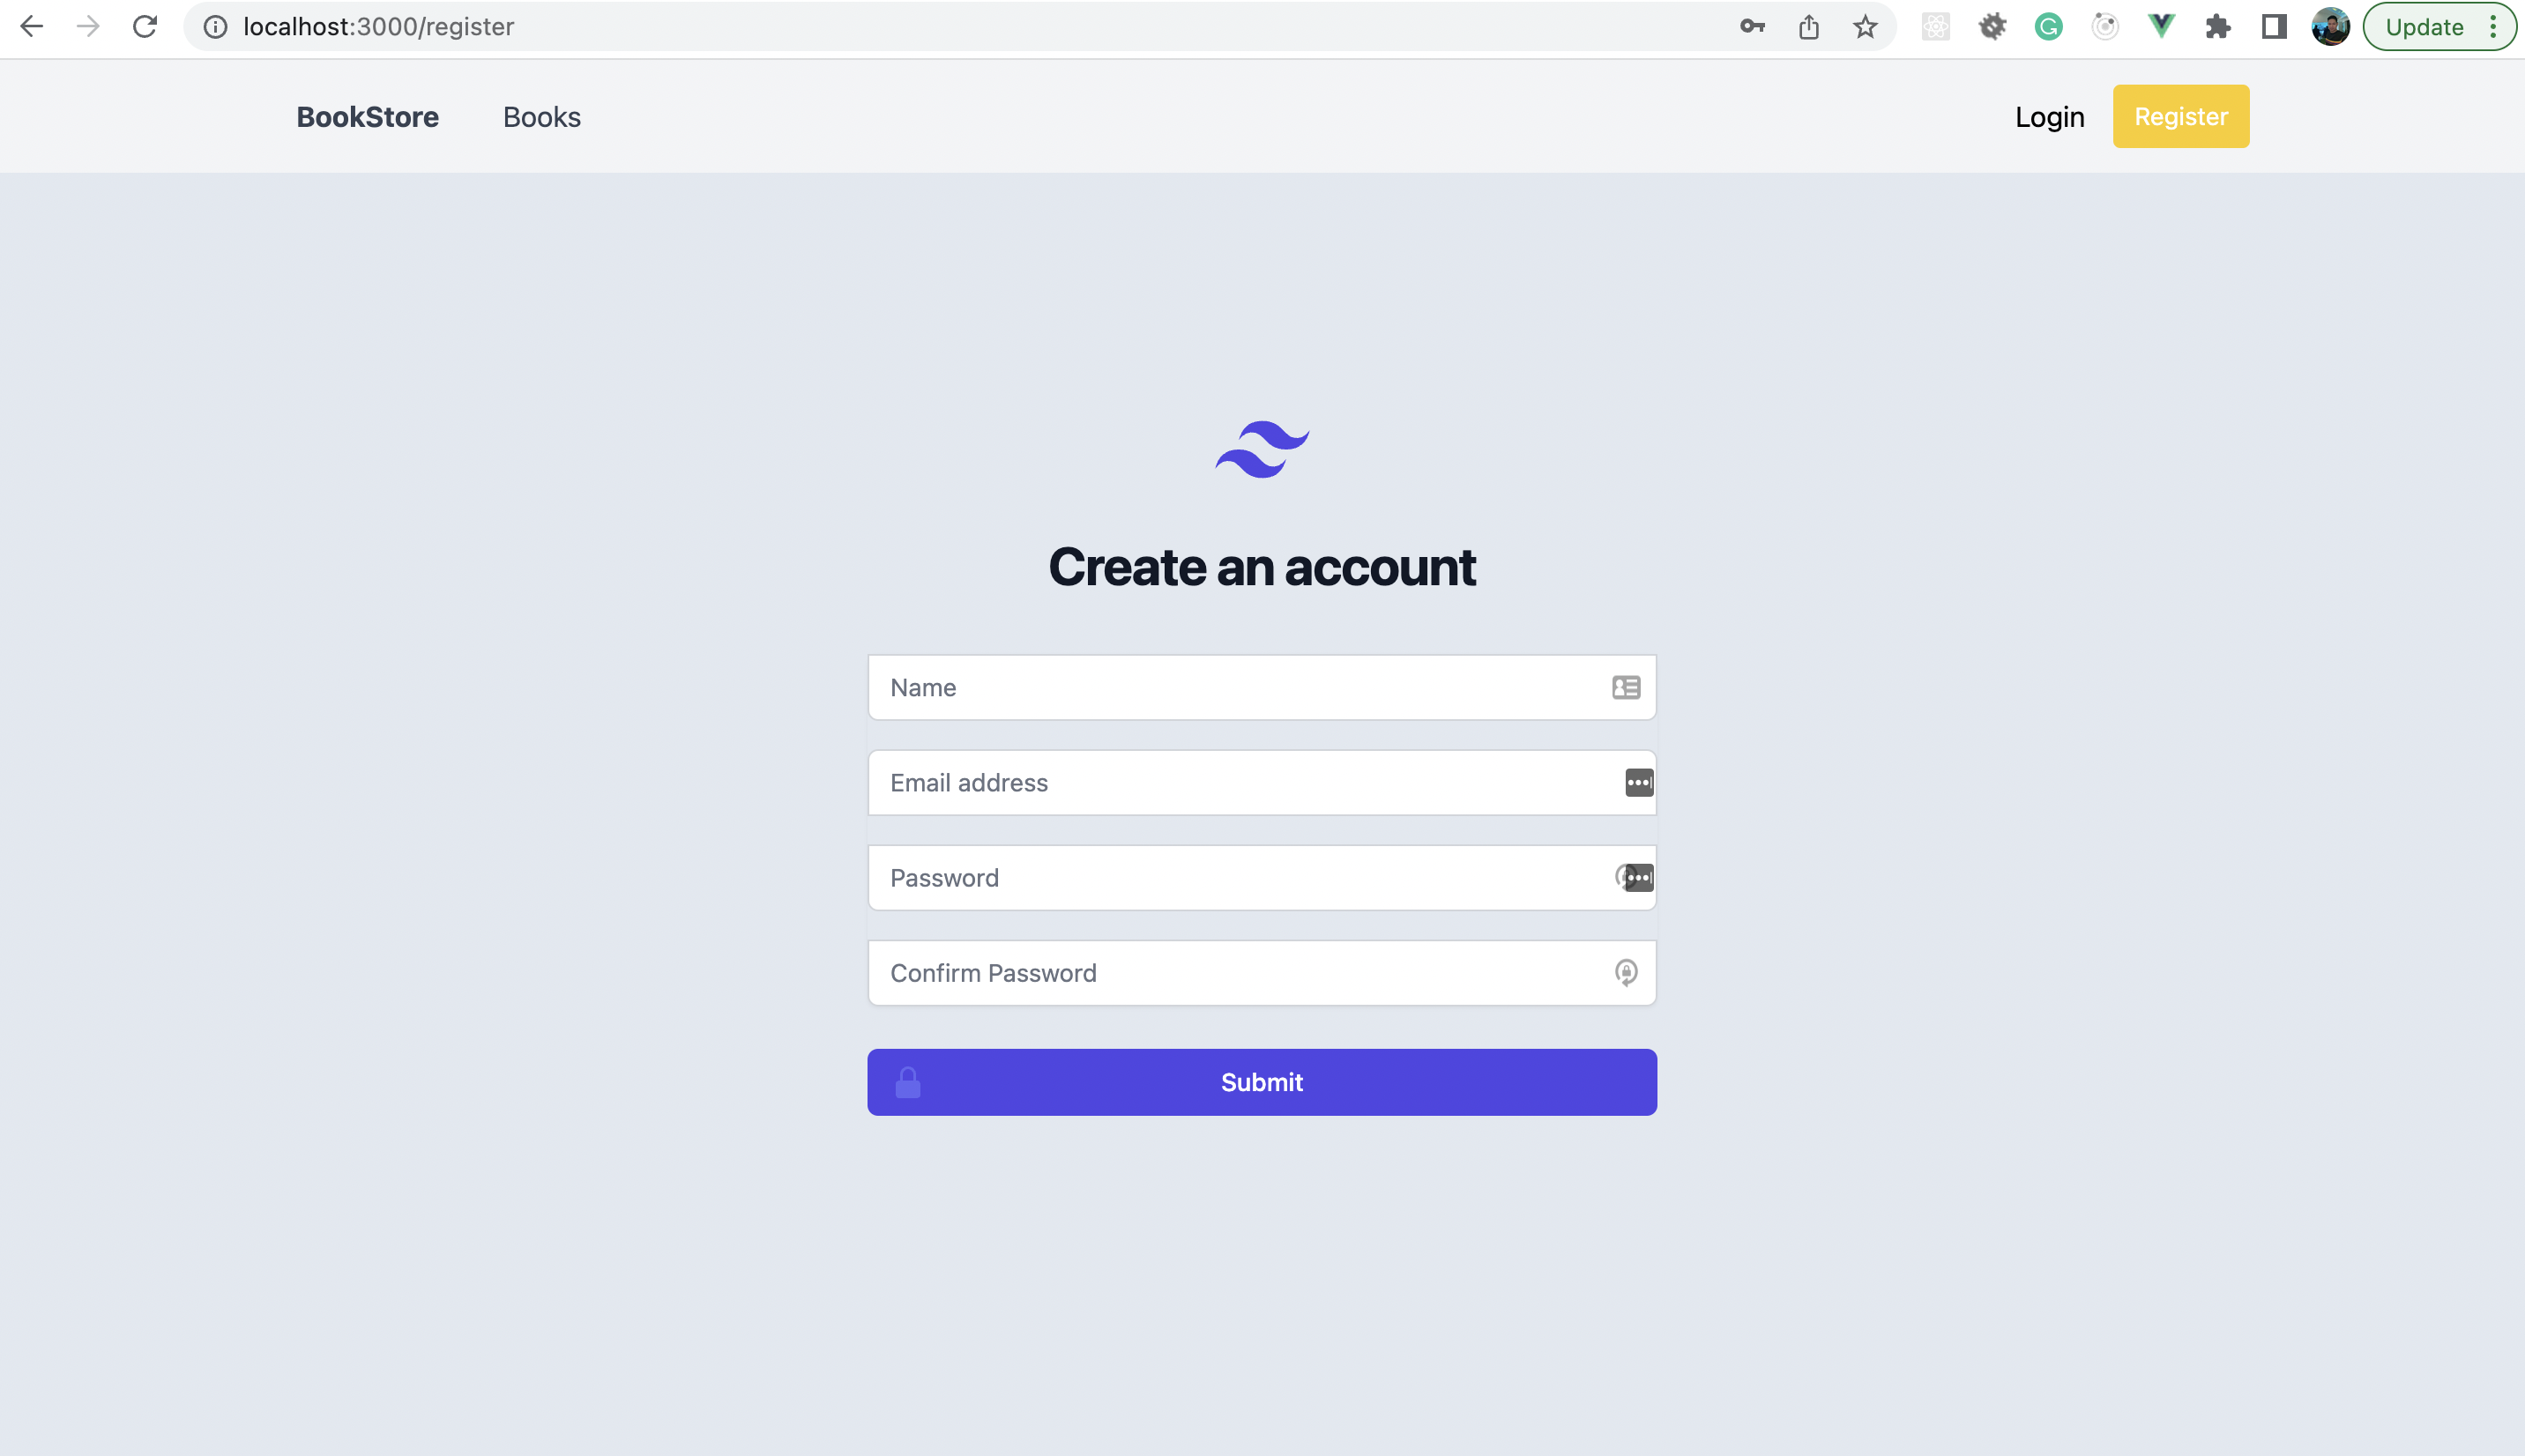 localhost:3000/register
Update
BookStore Books Login Register
Create an account
Name
Email address
Password
Confirm Password
Submit